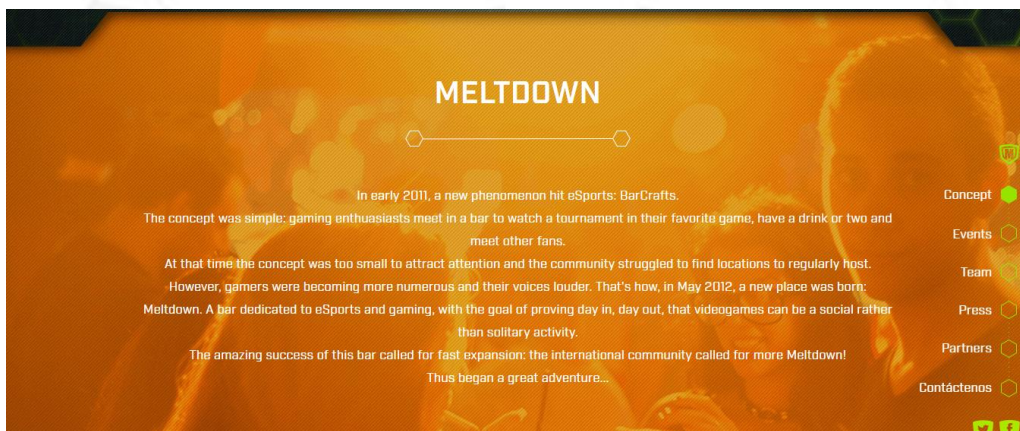 MELTDOWN
In early 2011, a new phenomenon hit eSports: BarCrafts.
The concept was simple: gaming enthusiasts meet in a bar to watch a tournament in their favorite game, have a drink or two and
meet other fans.
At that time the concept was too small to attract attention and the community struggled to find locations to regularly host.
However, gamers were becoming more numerous and their voices louder. That's how, in May 2012, a new place was born:
Meltdown. A bar dedicated to eSports and gaming, with the goal of proving day in, day out, that videogames can be a social rather
than solitary activity.
The amazing success of this bar called for fast expansion: the international community called for more Meltdown!
Thus began a great adventure...
M
Concept
Events
Team
Press
Partners
Contáctenos